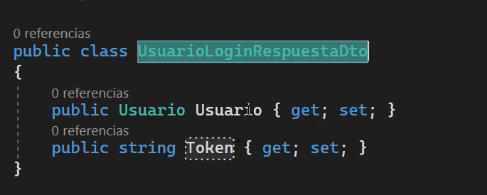 0 referencias
public class UsuarioLoginRespuestaDto
{
0 referencias
public Usuario Usuario { get; set; }
0 referencias
public string Token { get; set; }
}